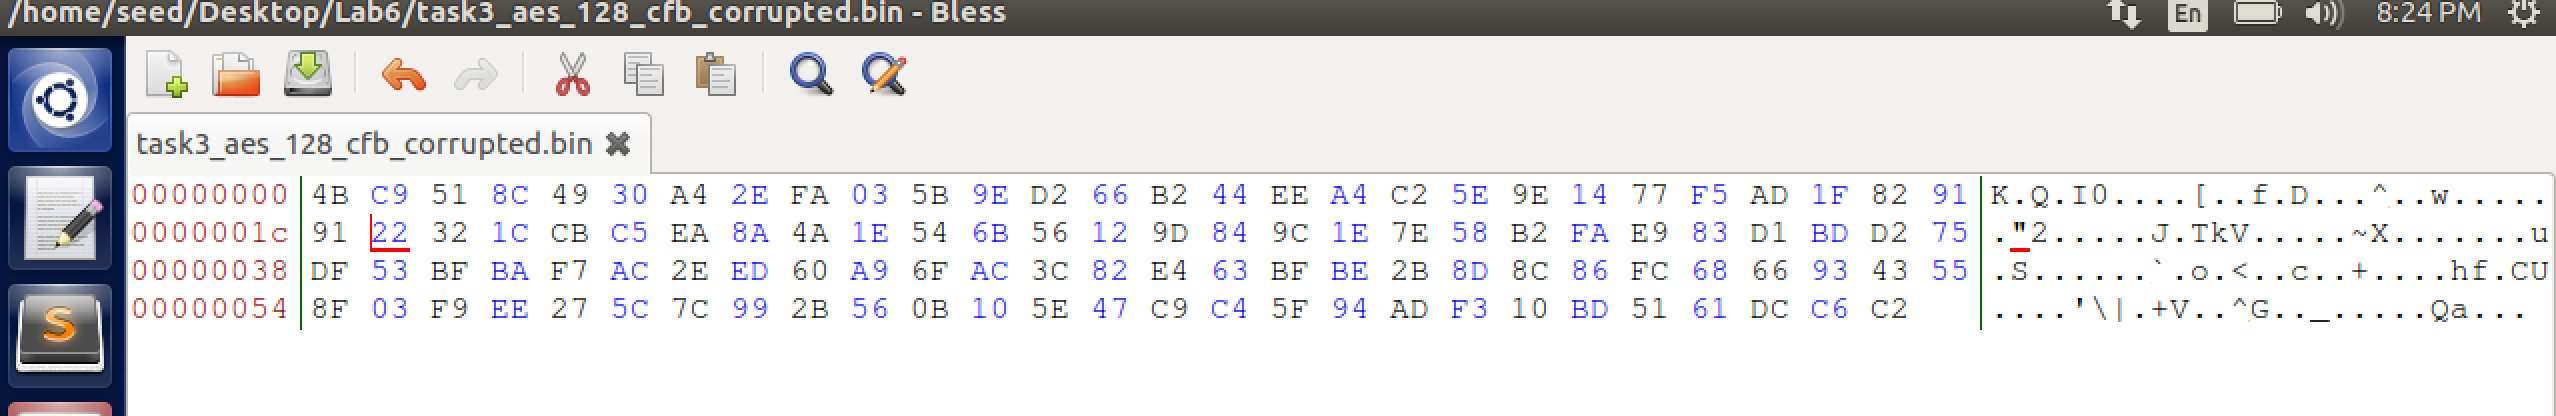 /home/seed/Desktop/Lab6/task3_aes_128_cfb_corrupted.bin - Bless En 8:24 PM
task3_aes_128_cfb_corrupted.bin
00000000 4B C9 51 8C 49 30 A4 2E FA 03 5B 9E D2 66 B2 44 EE A4 C2 5E 9E 14 77 F5 AD 1F 82 91 K.Q.I0....[..f.D...^..w.....
0000001c 91 22 32 1C CB C5 EA 8A 4A 1E 54 6B 56 12 9D 84 9C 1E 7E 58 B2 FA E9 83 D1 BD D2 75 ."2.....J.TkV.....~X.......u
00000038 DF 53 BF BA F7 AC 2E ED 60 A9 6F AC 3C 82 E4 63 BF BE 2B 8D 8C 86 FC 68 66 93 43 55 .S......`.o.<..c..+....hf.CU
00000054 8F 03 F9 EE 27 5C 7C 99 2B 56 0B 10 5E 47 C9 C4 5F 94 AD F3 10 BD 51 61 DC C6 C2 ....'\|.+V..^G.._.....Qa...